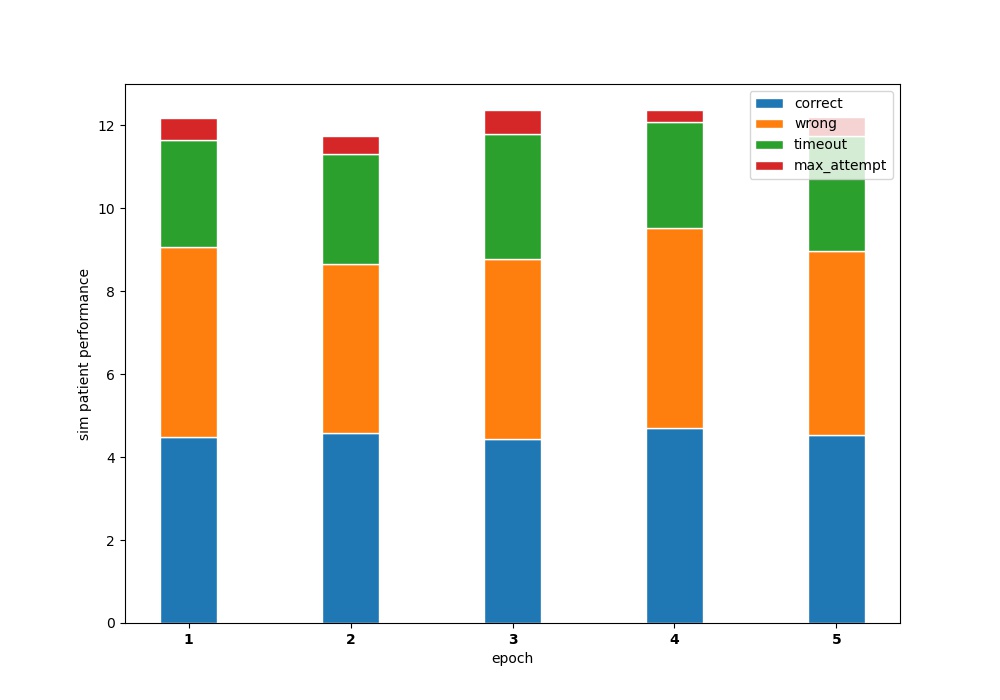 correct
wrong
timeout
max_attempt
12
10
8
6
4
2
0
sim patient performance
1 2 3 4 5
epoch